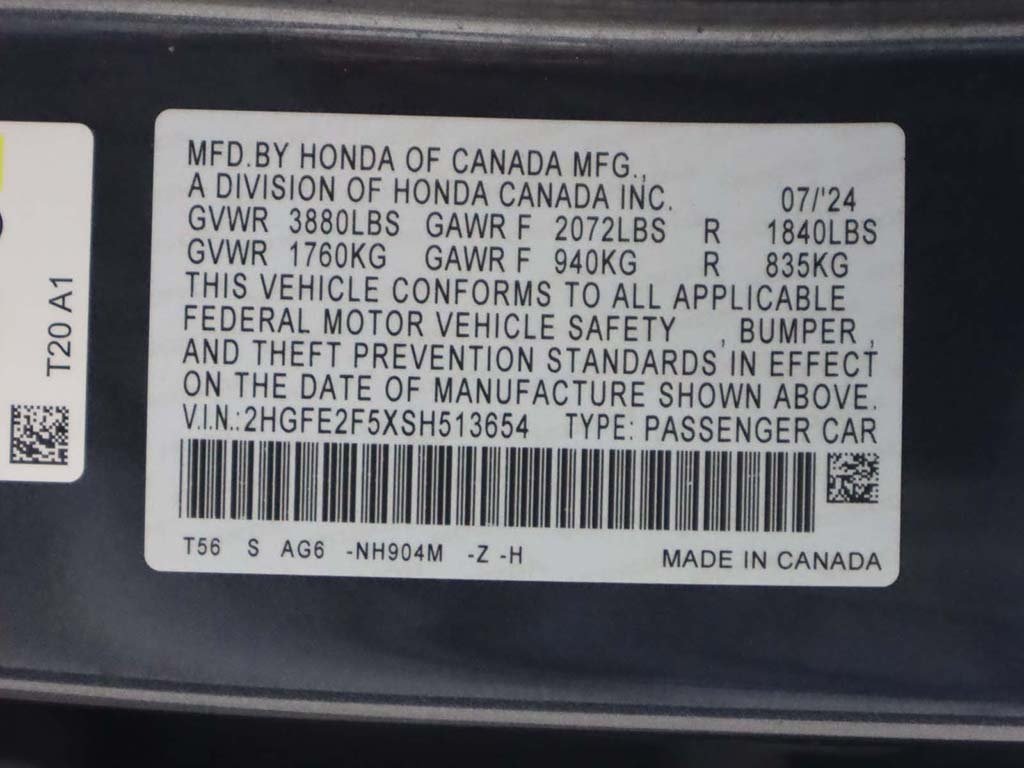 MFD.BY HONDA OF CANADA MFG.,
A DIVISION OF HONDA CANADA INC. 07/'24
GVWR 3880LBS GAWR F 2072LBS R 1840LBS
GVWR 1760KG GAWR F 940KG R 835KG
THIS VEHICLE CONFORMS TO ALL APPLICABLE
FEDERAL MOTOR VEHICLE SAFETY , BUMPER ,
AND THEFT PREVENTION STANDARDS IN EFFECT
ON THE DATE OF MANUFACTURE SHOWN ABOVE.
V.I.N.:2HGFE2F5XSH513654 TYPE: PASSENGER CAR
T56 S AG6 -NH904M -Z -H MADE IN CANADA
T20 A1